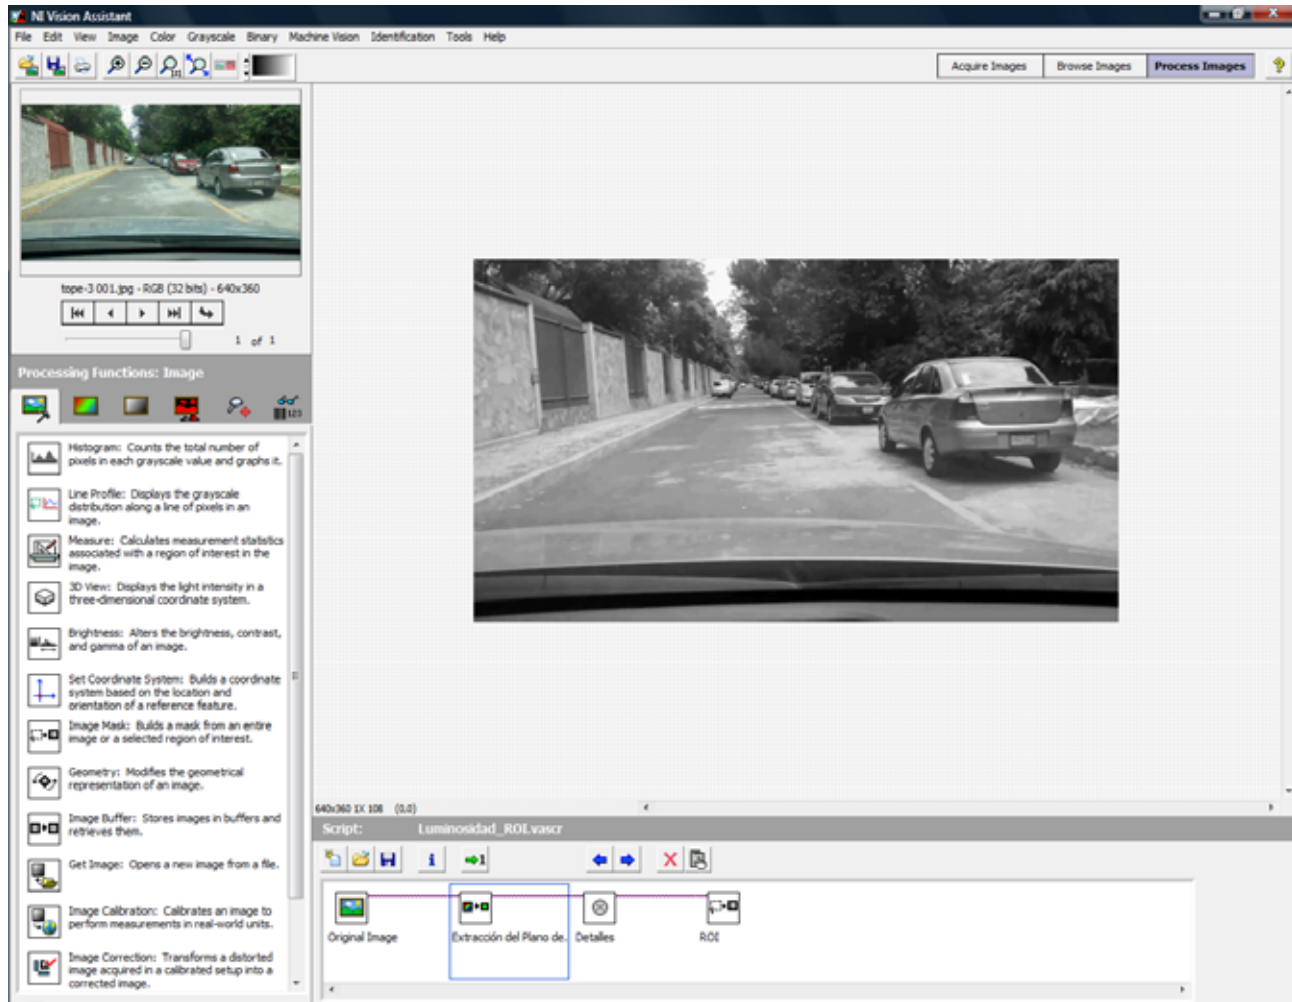 NI Vision Assistant
File Edit View Image Color Grayscale Binary Machine Vision Identification Tools Help
Acquire Images Browse Images Process Images
tope-3 001.jpg - RGB (32 bits) - 640x360
1 of 1
Processing Functions: Image
Histogram: Counts the total number of
pixels in each grayscale value and graphs it.
Line Profile: Displays the grayscale
distribution along a line of pixels in an
image.
Measure: Calculates measurement statistics
associated with a region of interest in the
image.
3D View: Displays the light intensity in a
three-dimensional coordinate system.
Brightness: Alters the brightness, contrast,
and gamma of an image.
Set Coordinate System: Builds a coordinate
system based on the location and
orientation of a reference feature.
Image Mask: Builds a mask from an entire
image or a selected region of interest.
Geometry: Modifies the geometrical
representation of an image.
Image Buffer: Stores images in buffers and
retrieves them.
Get Image: Opens a new image from a file.
Image Calibration: Calibrates an image to
perform measurements in real-world units.
Image Correction: Transforms a distorted
image acquired in a calibrated setup into a
corrected image.
640x360 1X 108 (0,0)
Script: Luminosidad_ROI.vascr
1
Original Image Extracción del Plano de. Detalles ROI